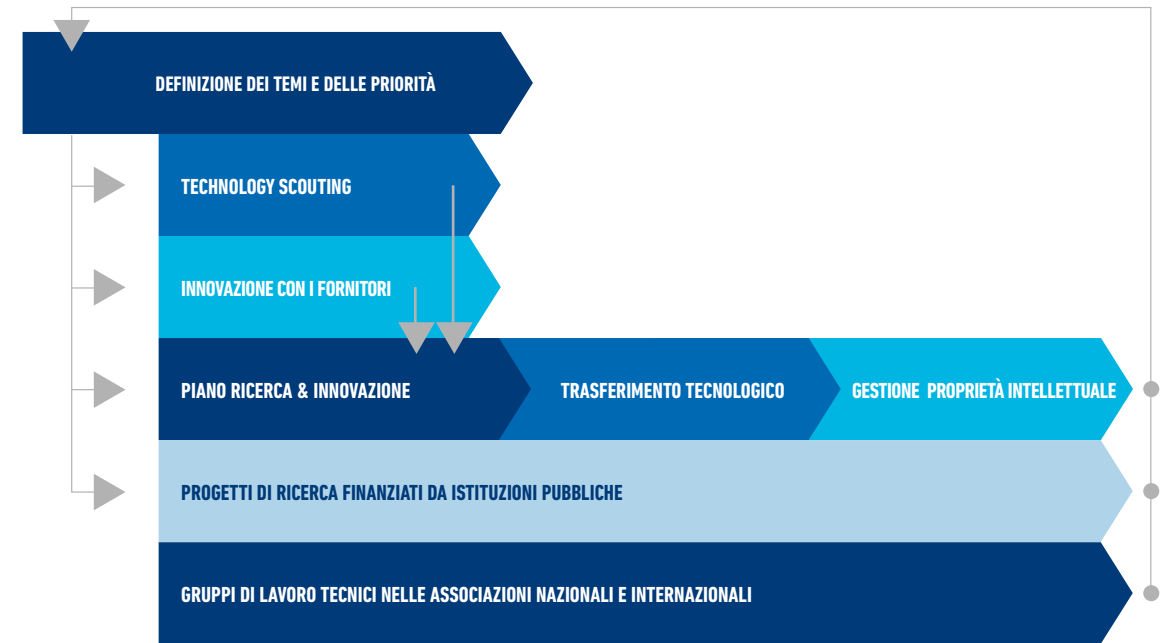 DEFINIZIONE DEI TEMI E DELLE PRIORITÀ
TECHNOLOGY SCOUTING
INNOVAZIONE CON I FORNITORI
PIANO RICERCA & INNOVAZIONE
TRASFERIMENTO TECNOLOGICO
GESTIONE PROPRIETÀ INTELLETTUALE
PROGETTI DI RICERCA FINANZIATI DA ISTITUZIONI PUBBLICHE
GRUPPI DI LAVORO TECNICI NELLE ASSOCIAZIONI NAZIONALI E INTERNAZIONALI